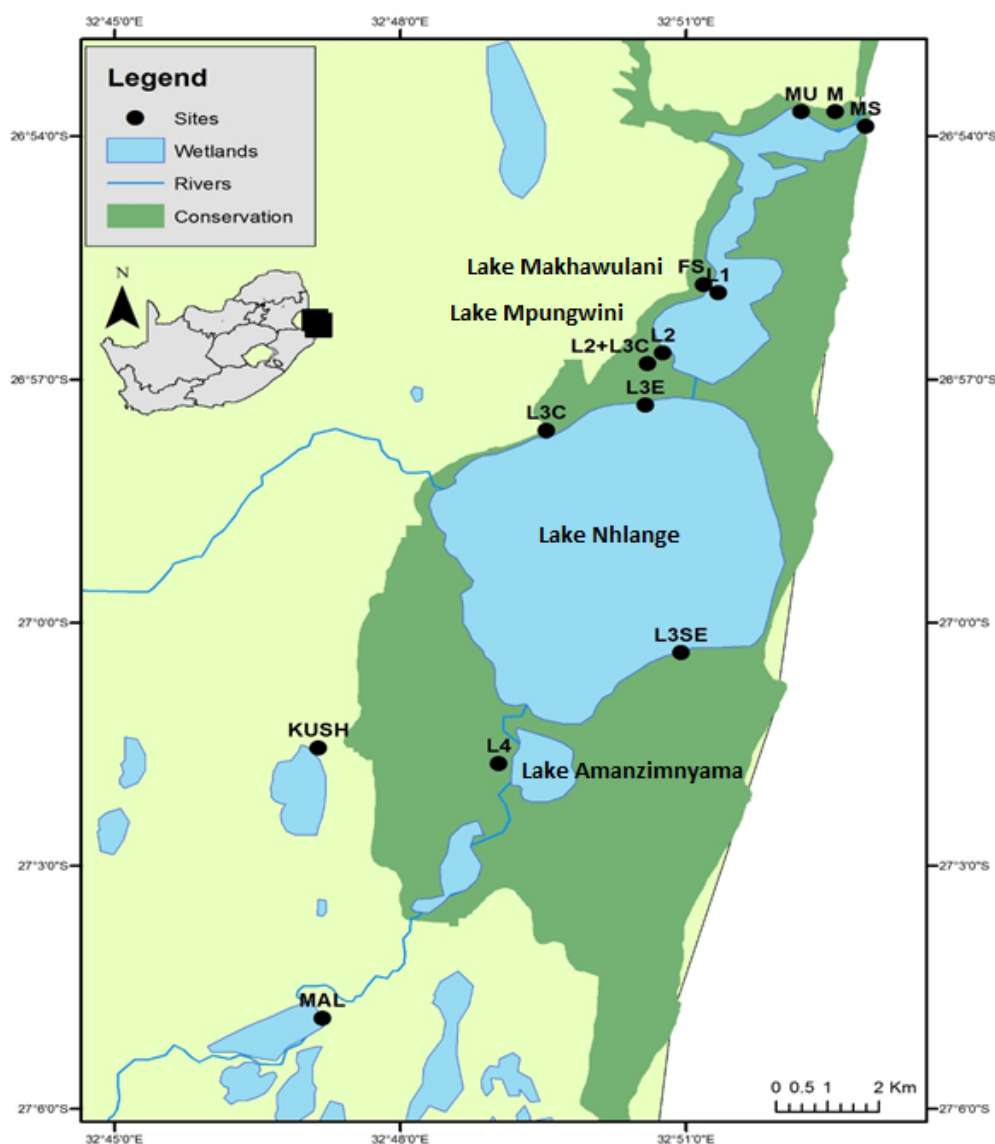 32°45'0"E 32°48'0"E 32°51'0"E
Legend
Sites
Wetlands
Rivers
Conservation
N
MU M
MS
26°54'0"S 26°54'0"S
Lake Makhawulani
FS
L1
Lake Mpungwini
L2
L2+L3C
26°57'0"S 26°57'0"S
L3E
L3C
Lake Nhlange
27°0'0"S 27°0'0"S
L3SE
KUSH
L4
Lake Amanzimnyama
27°3'0"S 27°3'0"S
MAL
0 0.5 1 2 Km
27°6'0"S 27°6'0"S
32°45'0"E 32°48'0"E 32°51'0"E